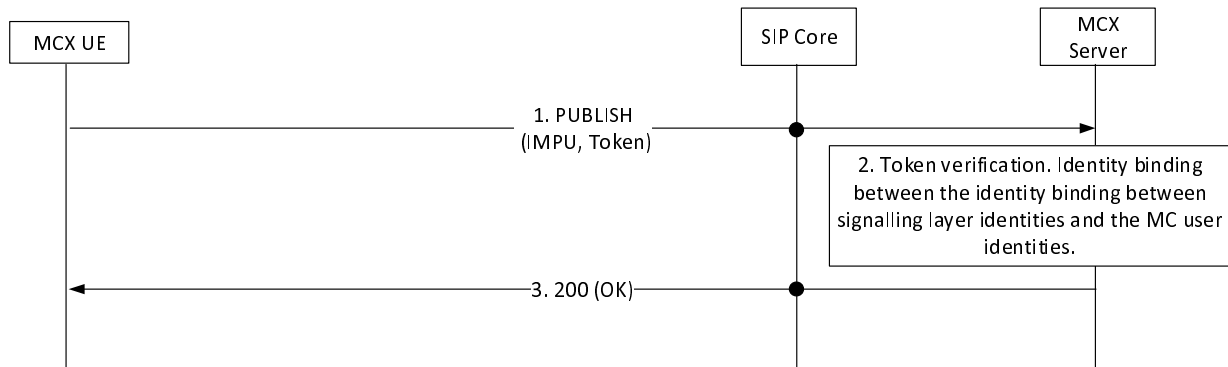 MCX UE
SIP Core
MCX
Server
1. PUBLISH
(IMPU, Token)
2. Token verification. Identity binding
between the identity binding between
signalling layer identities and the MC user
identities.
3. 200 (OK)